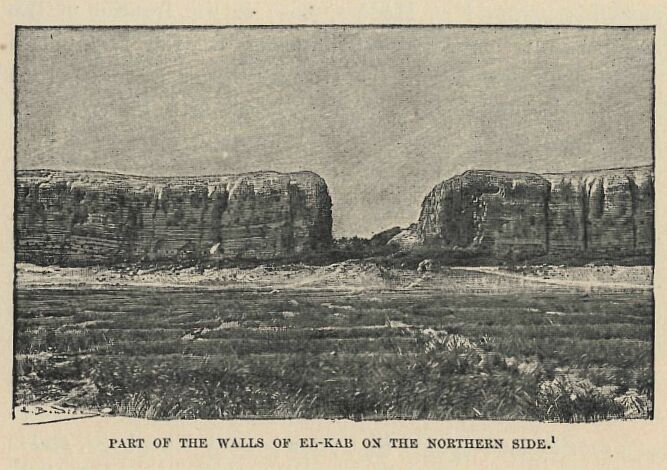 PART OF THE WALLS OF EL-KAB ON THE NORTHERN SIDE.¹